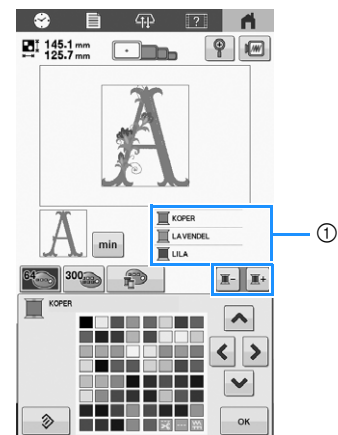 145.1 mm
125.7 mm
A
KOPER
LAVENDEL
LILA
①
A
min
64
300
KOPER
OK